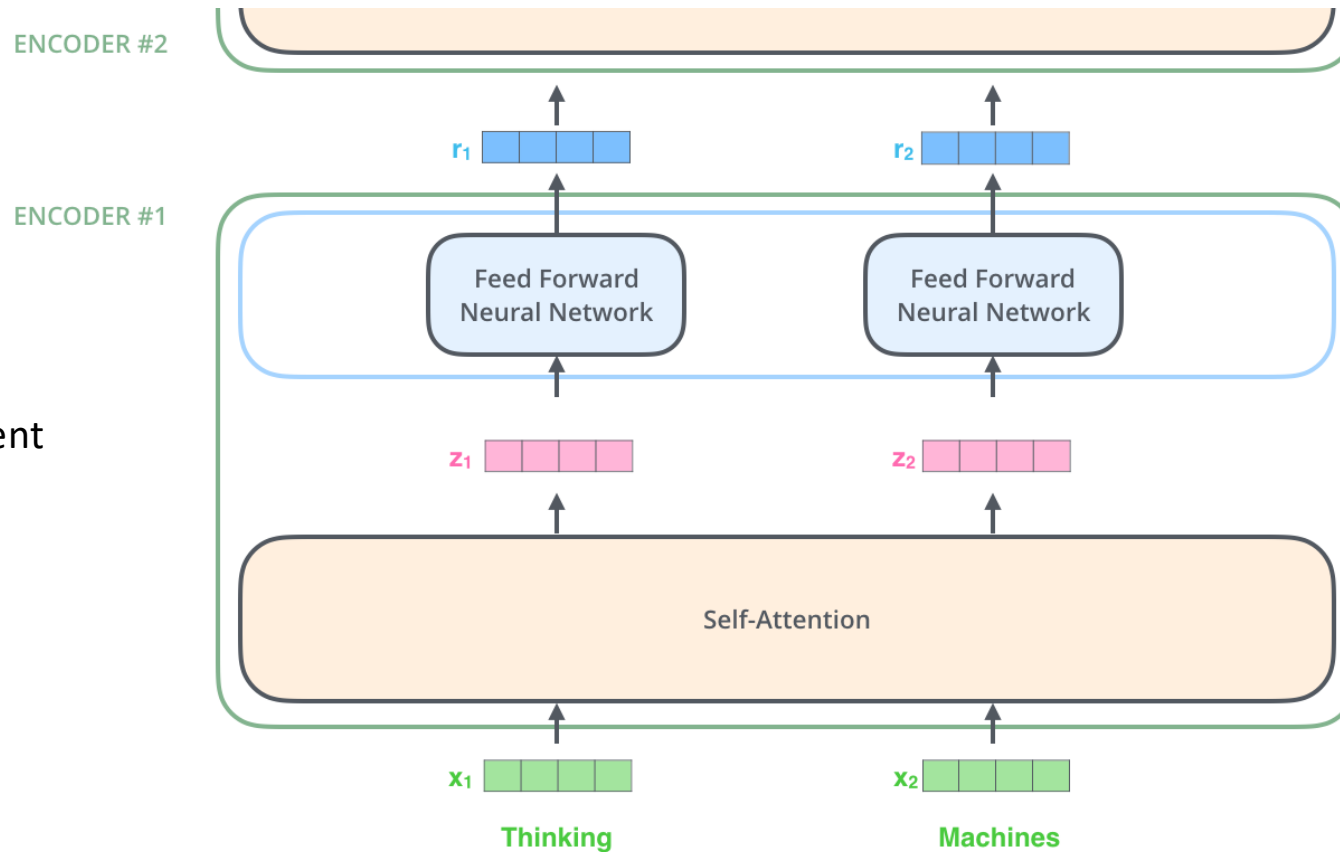 ENCODER #2
r₁
r₂
ENCODER #1
Feed Forward
Neural Network
Feed Forward
Neural Network
ent
z₁
z₂
Self-Attention
x₁
x₂
Thinking
Machines